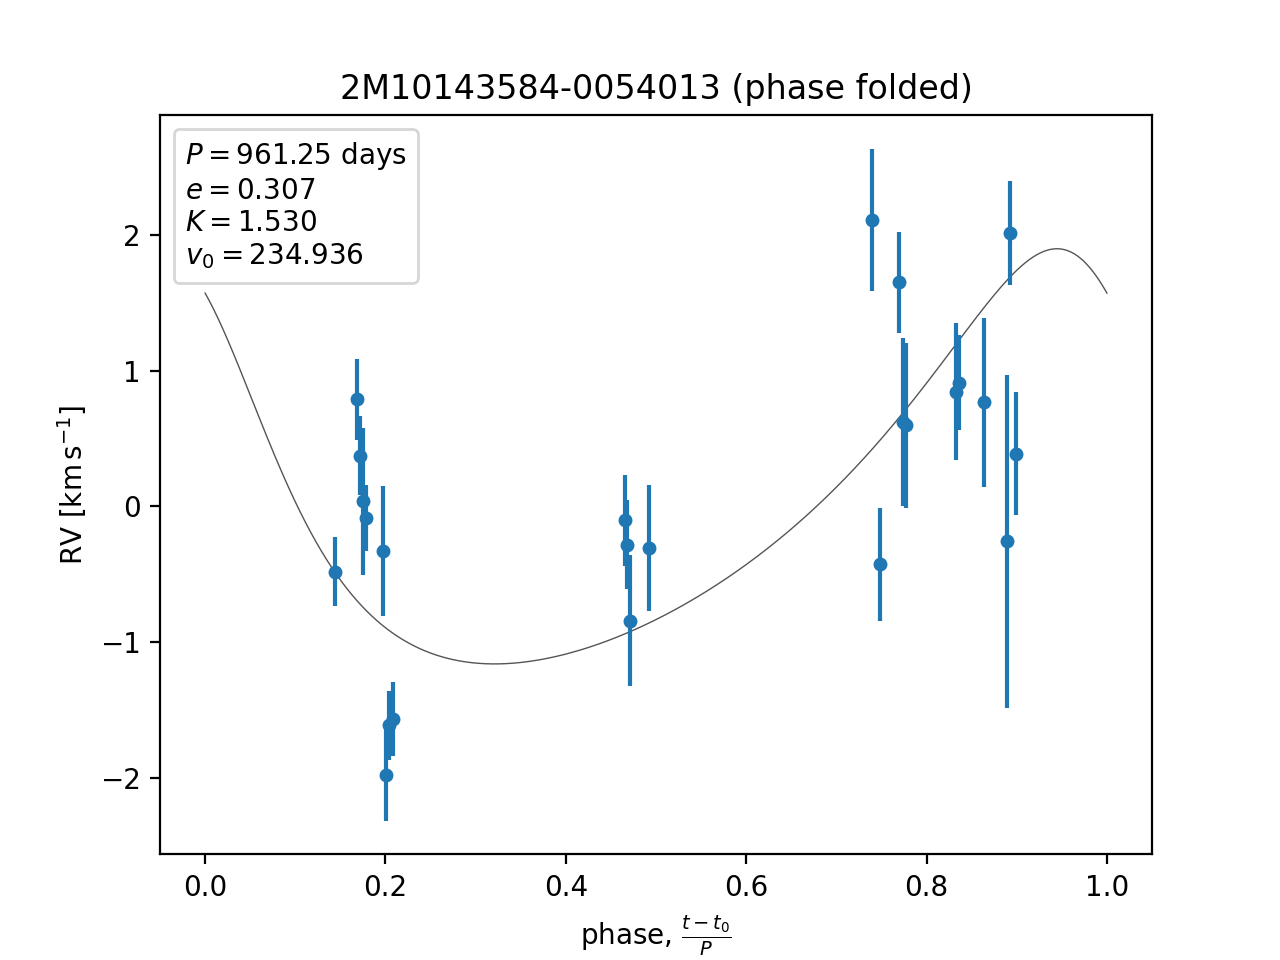 2M10143584-0054013 (phase folded)
P = 961.25 days
e = 0.307
K = 1.530
v₀ = 234.936
RV [km s⁻¹]
2
1
0
−1
−2
0.0 0.2 0.4 0.6 0.8 1.0
phase, (t − t₀)/P